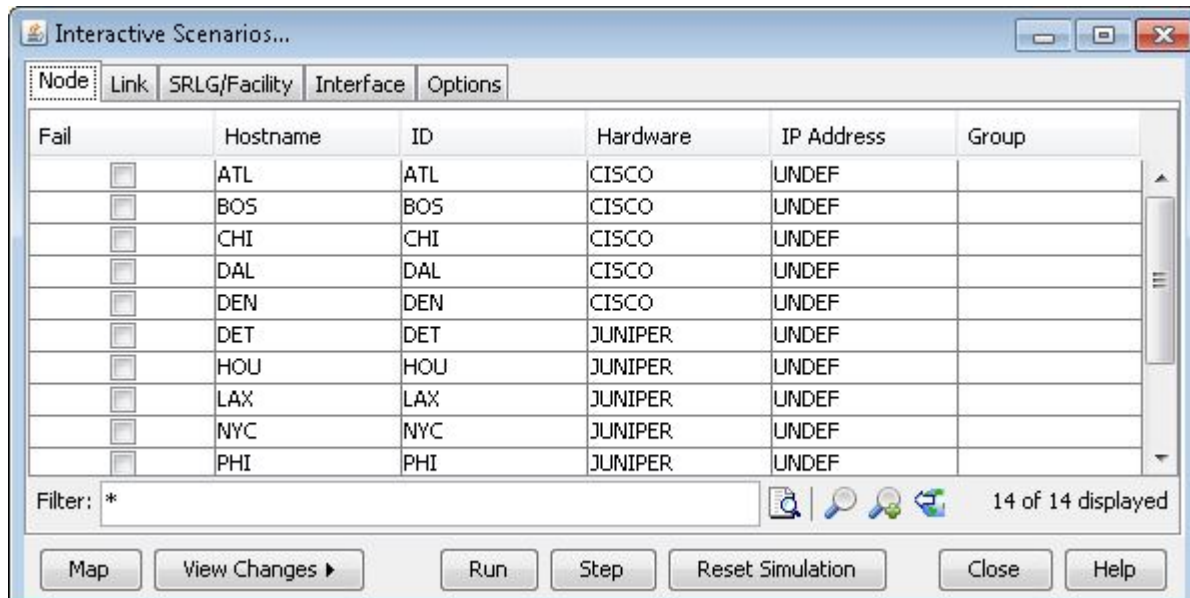 Interactive Scenarios...
Node Link SRLG/Facility Interface Options
Fail Hostname ID Hardware IP Address Group
ATL ATL CISCO UNDEF
BOS BOS CISCO UNDEF
CHI CHI CISCO UNDEF
DAL DAL CISCO UNDEF
DEN DEN CISCO UNDEF
DET DET JUNIPER UNDEF
HOU HOU JUNIPER UNDEF
LAX LAX JUNIPER UNDEF
NYC NYC JUNIPER UNDEF
PHI PHI JUNIPER UNDEF
Filter: * 14 of 14 displayed
Map View Changes Run Step Reset Simulation Close Help